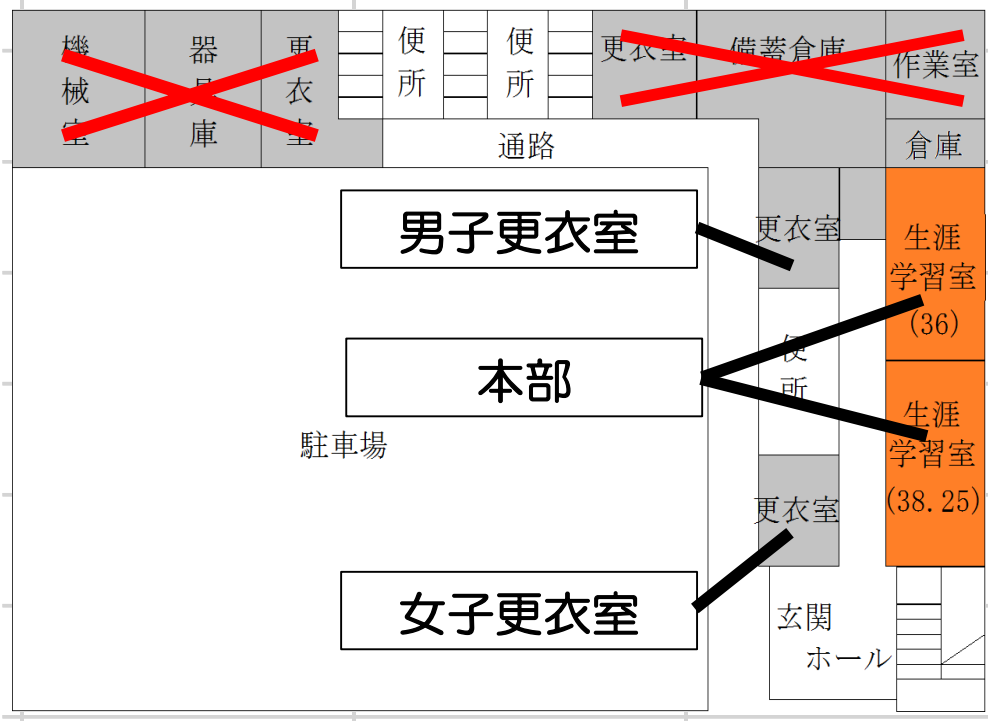 機械室
器具庫
更衣室
便所
便所
更衣室
備蓄倉庫
作業室
倉庫
通路
男子更衣室
更衣室
生涯
学習室
(36)
便所
本部
生涯
学習室
(38.25)
駐車場
更衣室
女子更衣室
玄関
ホール